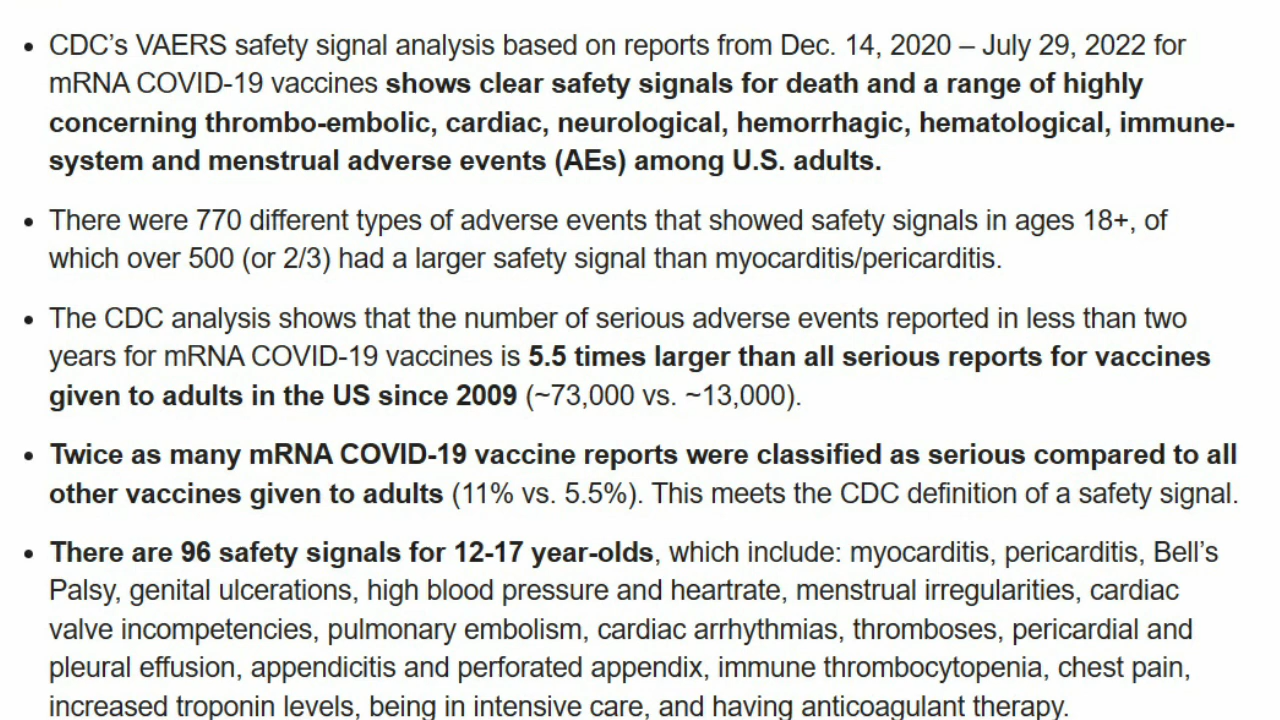 • CDC's VAERS safety signal analysis based on reports from Dec. 14, 2020 – July 29, 2022 for
mRNA COVID-19 vaccines shows clear safety signals for death and a range of highly
concerning thrombo-embolic, cardiac, neurological, hemorrhagic, hematological, immune-
system and menstrual adverse events (AEs) among U.S. adults.
• There were 770 different types of adverse events that showed safety signals in ages 18+, of
which over 500 (or 2/3) had a larger safety signal than myocarditis/pericarditis.
• The CDC analysis shows that the number of serious adverse events reported in less than two
years for mRNA COVID-19 vaccines is 5.5 times larger than all serious reports for vaccines
given to adults in the US since 2009 (~73,000 vs. ~13,000).
• Twice as many mRNA COVID-19 vaccine reports were classified as serious compared to all
other vaccines given to adults (11% vs. 5.5%). This meets the CDC definition of a safety signal.
• There are 96 safety signals for 12-17 year-olds, which include: myocarditis, pericarditis, Bell's
Palsy, genital ulcerations, high blood pressure and heartrate, menstrual irregularities, cardiac
valve incompetencies, pulmonary embolism, cardiac arrhythmias, thromboses, pericardial and
pleural effusion, appendicitis and perforated appendix, immune thrombocytopenia, chest pain,
increased troponin levels, being in intensive care, and having anticoagulant therapy.